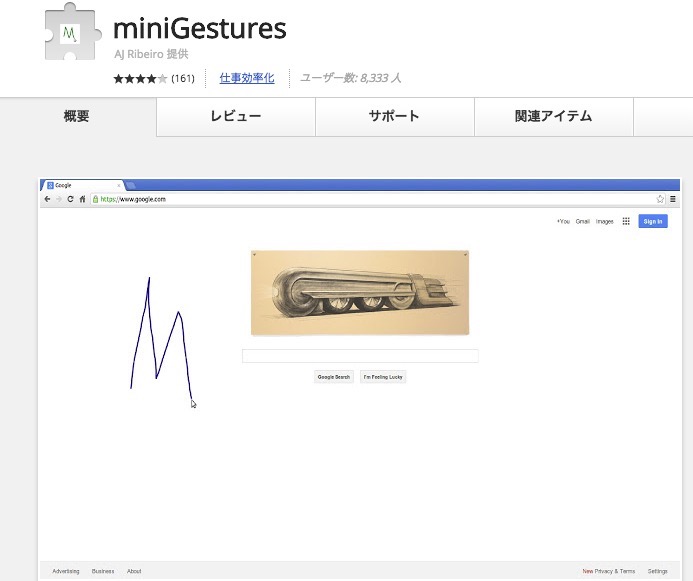 miniGestures
AJ Ribeiro 提供
★★★★★ (161) 仕事効率化 ユーザー数: 8,333 人
概要 レビュー サポート 関連アイテム
Google
https://www.google.com
+You Gmail Images Sign in
Google Search I'm Feeling Lucky
Advertising Business About New Privacy & Terms Settings